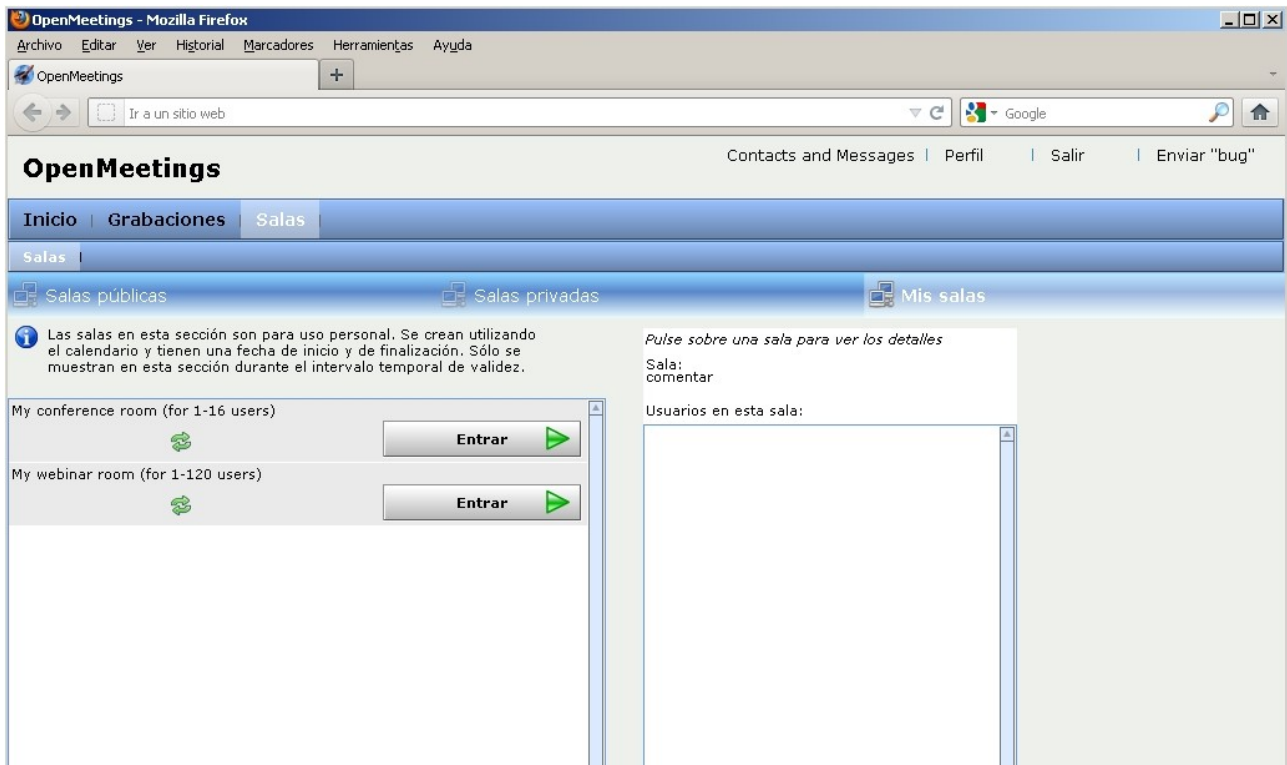 OpenMeetings - Mozilla Firefox
Archivo Editar Ver Historial Marcadores Herramientas Ayuda
OpenMeetings +
Ir a un sitio web Google
OpenMeetings
Contacts and Messages | Perfil | Salir | Enviar "bug"
Inicio | Grabaciones | Salas |
Salas |
Salas públicas Salas privadas Mis salas
Las salas en esta sección son para uso personal. Se crean utilizando
el calendario y tienen una fecha de inicio y de finalización. Sólo se
muestran en esta sección durante el intervalo temporal de validez.
My conference room (for 1-16 users)
Entrar
My webinar room (for 1-120 users)
Entrar
Pulse sobre una sala para ver los detalles
Sala:
comentar
Usuarios en esta sala: